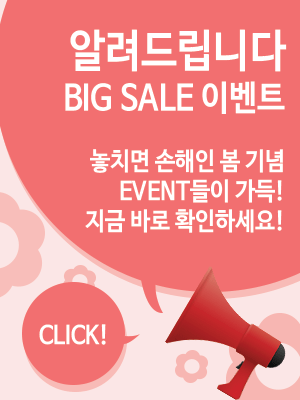 알려드립니다
BIG SALE 이벤트
놓치면 손해인 봄 기념
EVENT들이 가득!
지금 바로 확인하세요!
CLICK!